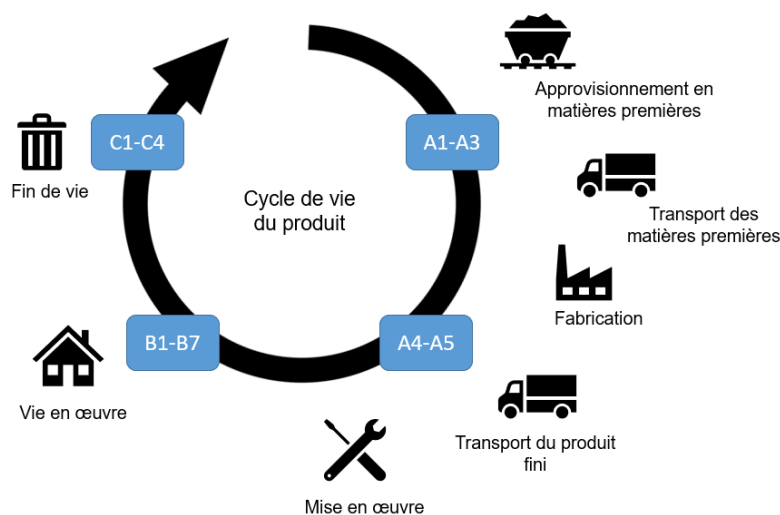 Approvisionnement en
matières premières
C1-C4
A1-A3
Fin de vie
Cycle de vie
du produit
Transport des
matières premières
Fabrication
B1-B7
A4-A5
Vie en œuvre
Transport du produit
fini
Mise en œuvre